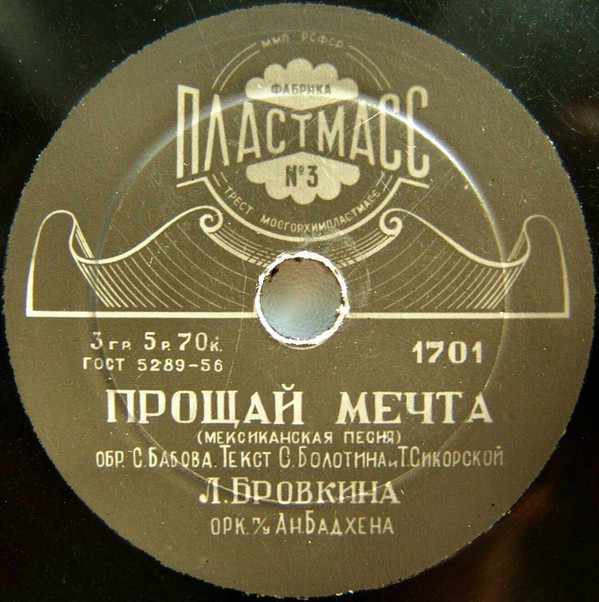 ММП РСФСР
ФАБРИКА
ПЛАСТМАСС
№3
ТРЕСТ МОСГОРХИМПЛАСТМАСС
3 ГР. 5 Р. 70 К.
1701
ГОСТ 5289-56
ПРОЩАЙ МЕЧТА
(МЕКСИКАНСКАЯ ПЕСНЯ)
ОБР. С. БАБОВА. ТЕКСТ С. БОЛОТИНА и Т. СИКОРСКОЙ
Л. БРОВКИНА
ОРК. П/У АН. БАДХЕНА